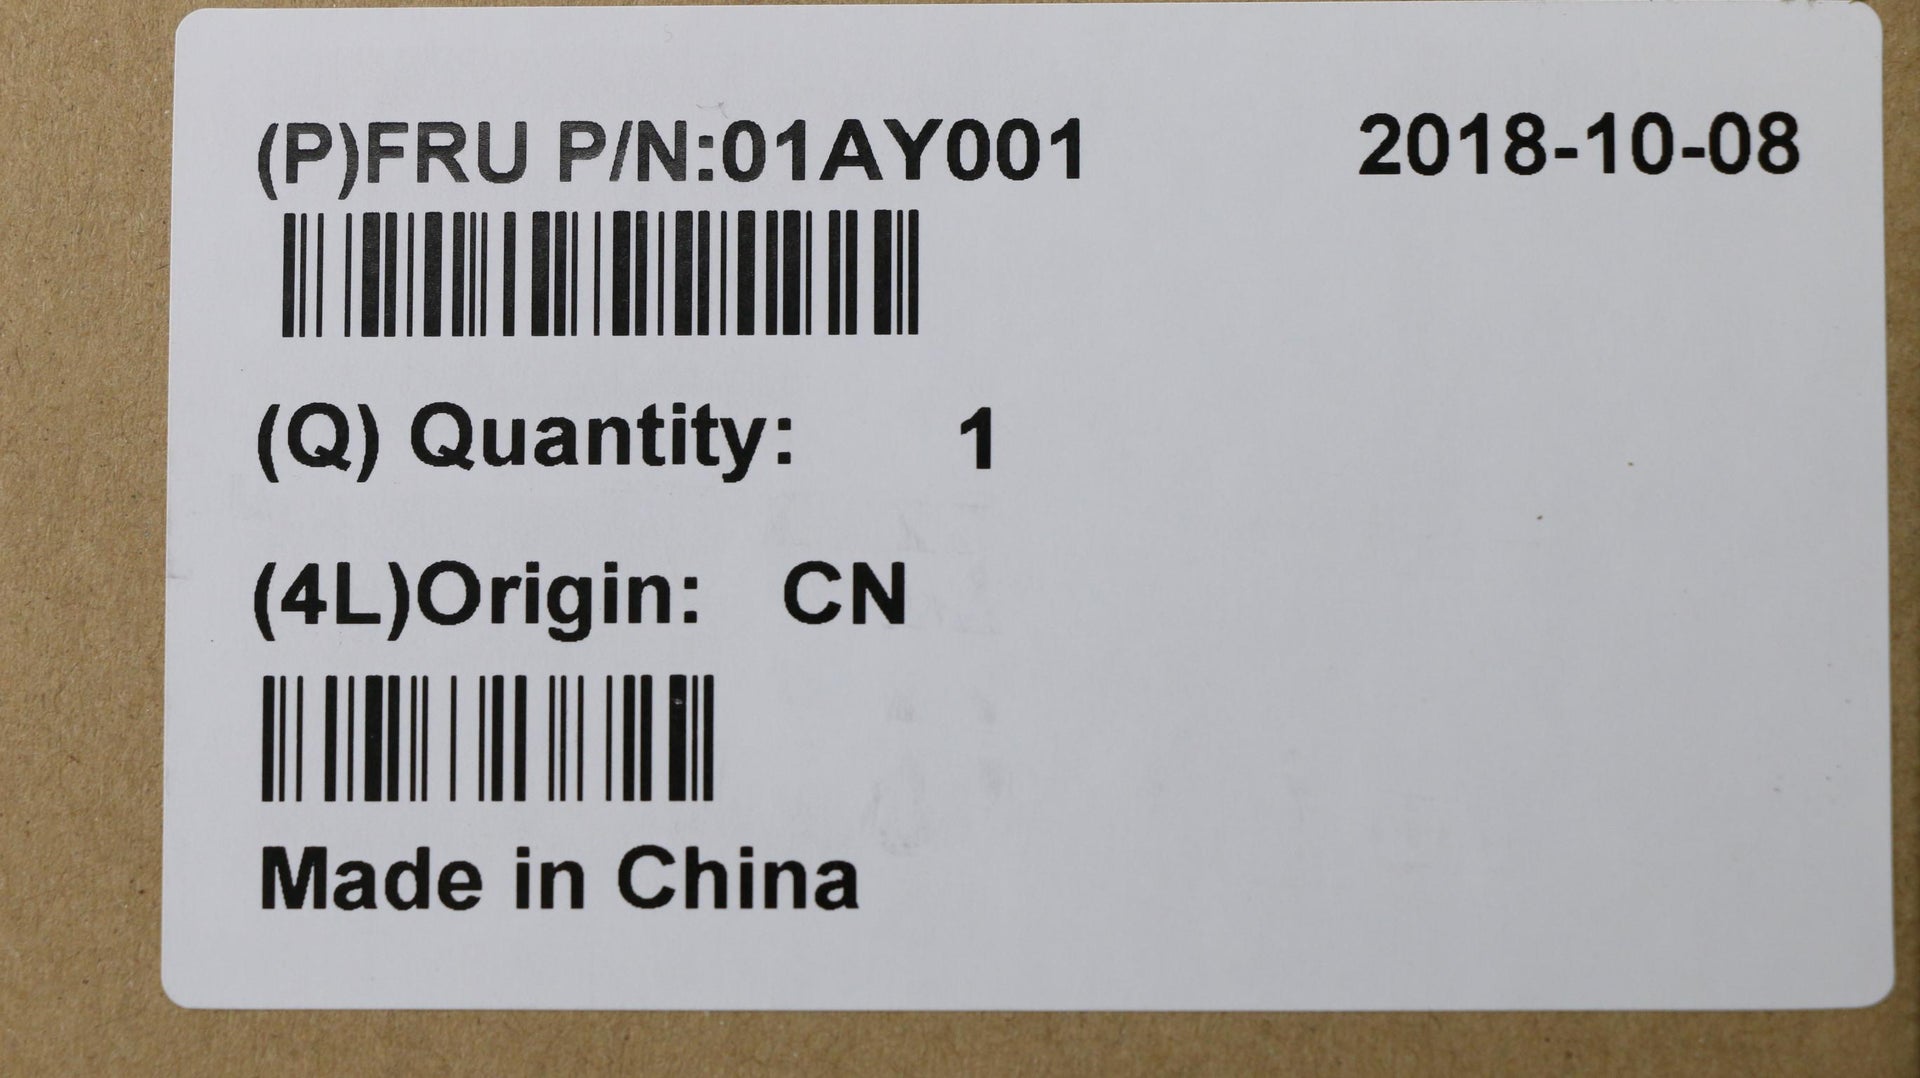 (P)FRU P/N:01AY001 2018-10-08
(Q) Quantity: 1
(4L)Origin: CN
Made in China